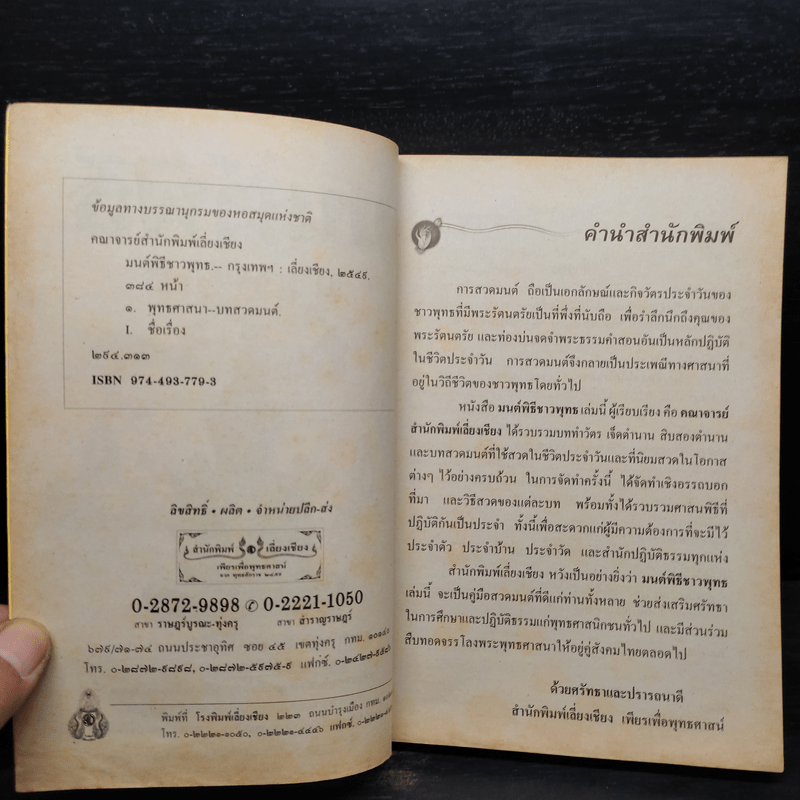 ข้อมูลทางบรรณานุกรมของหอสมุดแห่งชาติ
คณาจารย์สำนักพิมพ์เลี่ยงเชียง
มนต์พิธีชาวพุทธ.-- กรุงเทพฯ : เลี่ยงเชียง, ๒๕๔๙.
๓๘๔ หน้า
๑. พุทธศาสนา--บทสวดมนต์.
I. ชื่อเรื่อง
๒๙๔.๓๑๓
ISBN 974-493-779-3
ลิขสิทธิ์ • ผลิต • จำหน่ายปลีก-ส่ง
สำนักพิมพ์ เลี่ยงเชียง
เพียรเพื่อพุทธศาสน์
0-2872-9898 ✆ 0-2221-1050
สาขา ราษฎร์บูรณะ-ทุ่งครุ สาขา สำราญราษฎร์
๖๗๙/๗๑-๗๔ ถนนประชาอุทิศ ซอย ๔๕ เขตทุ่งครุ กทม. ๑๐๑๔๐
โทร. ๐-๒๘๗๒-๙๘๙๘, ๐-๒๘๗๒-๕๙๗๕-๙ แฟกซ์.
พิมพ์ที่ โรงพิมพ์เลี่ยงเชียง ๒๒๓ ถนนบำรุงเมือง กทม.
โทร. ๐-๒๒๒๑-๑๐๕๐, ๐-๒๒๒๑-๔๔๔๖ แฟกซ์.
คำนำสำนักพิมพ์
การสวดมนต์ ถือเป็นเอกลักษณ์และกิจวัตรประจำวันของ
ชาวพุทธที่มีพระรัตนตรัยเป็นที่พึ่งที่นับถือ เพื่อรำลึกนึกถึงคุณของ
พระรัตนตรัย และท่องบ่นจดจำพระธรรมคำสอนอันเป็นหลักปฏิบัติ
ในชีวิตประจำวัน การสวดมนต์จึงกลายเป็นประเพณีทางศาสนาที่
อยู่ในวิถีชีวิตของชาวพุทธโดยทั่วไป
หนังสือ มนต์พิธีชาวพุทธ เล่มนี้ ผู้เรียบเรียง คือ คณาจารย์
สำนักพิมพ์เลี่ยงเชียง ได้รวบรวมบททำวัตร เจ็ดตำนาน สิบสองตำนาน
และบทสวดมนต์ที่ใช้สวดในชีวิตประจำวันและที่นิยมสวดในโอกาส
ต่างๆ ไว้อย่างครบถ้วน ในการจัดทำครั้งนี้ ได้จัดทำเชิงอรรถบอก
ที่มา และวิธีสวดของแต่ละบท พร้อมทั้งได้รวบรวมศาสนพิธีที่
ปฏิบัติกันเป็นประจำ ทั้งนี้เพื่อสะดวกแก่ผู้มีความต้องการที่จะมีไว้
ประจำตัว ประจำบ้าน ประจำวัด และสำนักปฏิบัติธรรมทุกแห่ง
สำนักพิมพ์เลี่ยงเชียง หวังเป็นอย่างยิ่งว่า มนต์พิธีชาวพุทธ
เล่มนี้ จะเป็นคู่มือสวดมนต์ที่ดีแก่ท่านทั้งหลาย ช่วยส่งเสริมศรัทธา
ในการศึกษาและปฏิบัติธรรมแก่พุทธศาสนิกชนทั่วไป และมีส่วนร่วม
สืบทอดจรรโลงพระพุทธศาสนาให้อยู่คู่สังคมไทยตลอดไป
ด้วยศรัทธาและปรารถนาดี
สำนักพิมพ์เลี่ยงเชียง เพียรเพื่อพุทธศาสน์